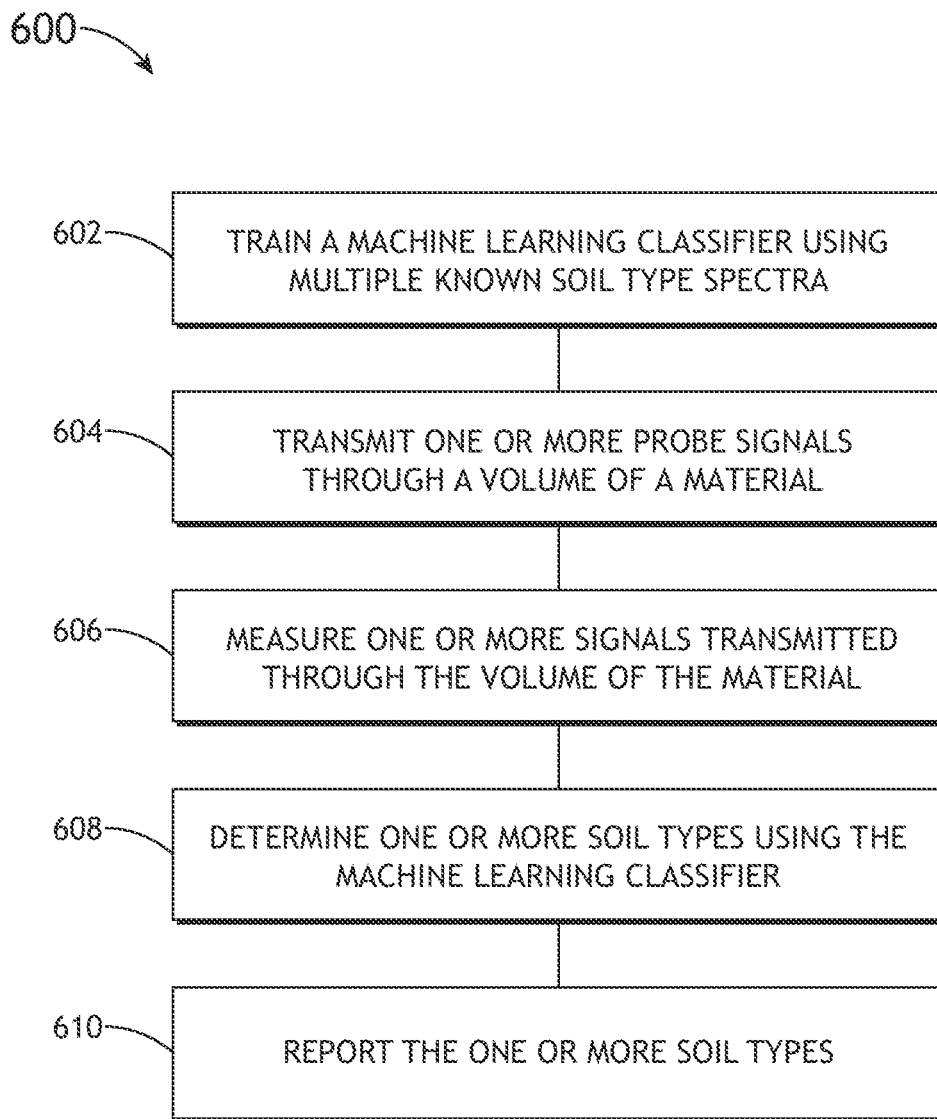 600
602
TRAIN A MACHINE LEARNING CLASSIFIER USING
MULTIPLE KNOWN SOIL TYPE SPECTRA
604
TRANSMIT ONE OR MORE PROBE SIGNALS
THROUGH A VOLUME OF A MATERIAL
606
MEASURE ONE OR MORE SIGNALS TRANSMITTED
THROUGH THE VOLUME OF THE MATERIAL
608
DETERMINE ONE OR MORE SOIL TYPES USING THE
MACHINE LEARNING CLASSIFIER
610
REPORT THE ONE OR MORE SOIL TYPES